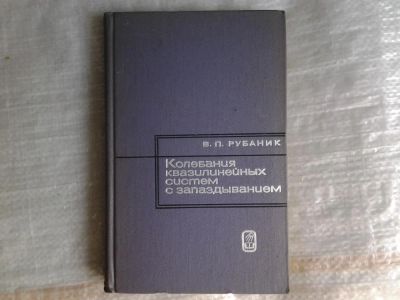 В. П. РУБАНИК
Колебания
квазилинейных
систем
с запаздыванием